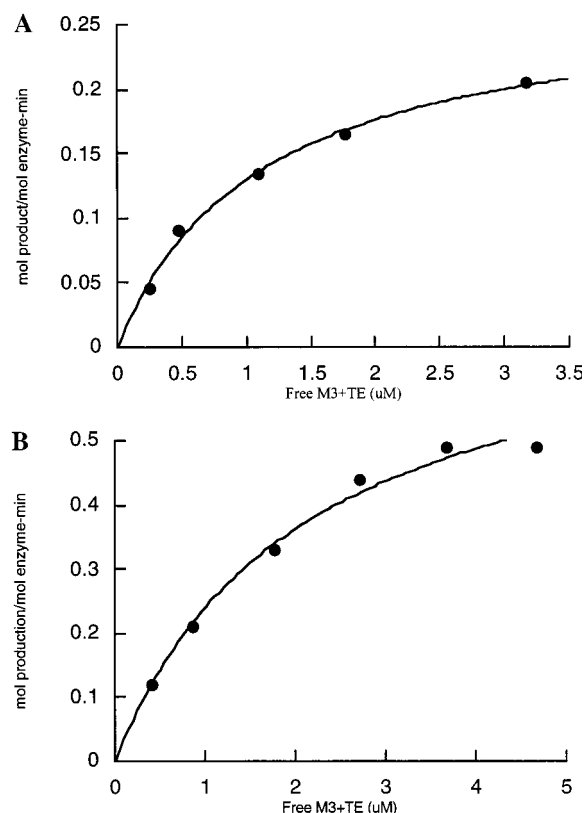 A
0.25
0.2
0.15
0.1
0.05
0
mol product/mol enzyme-min
0 0.5 1 1.5 2 2.5 3 3.5
Free M3+TE (uM)
B
0.5
0.4
0.3
0.2
0.1
0
mol production/mol enzyme-min
0 1 2 3 4 5
Free M3+TE (uM)